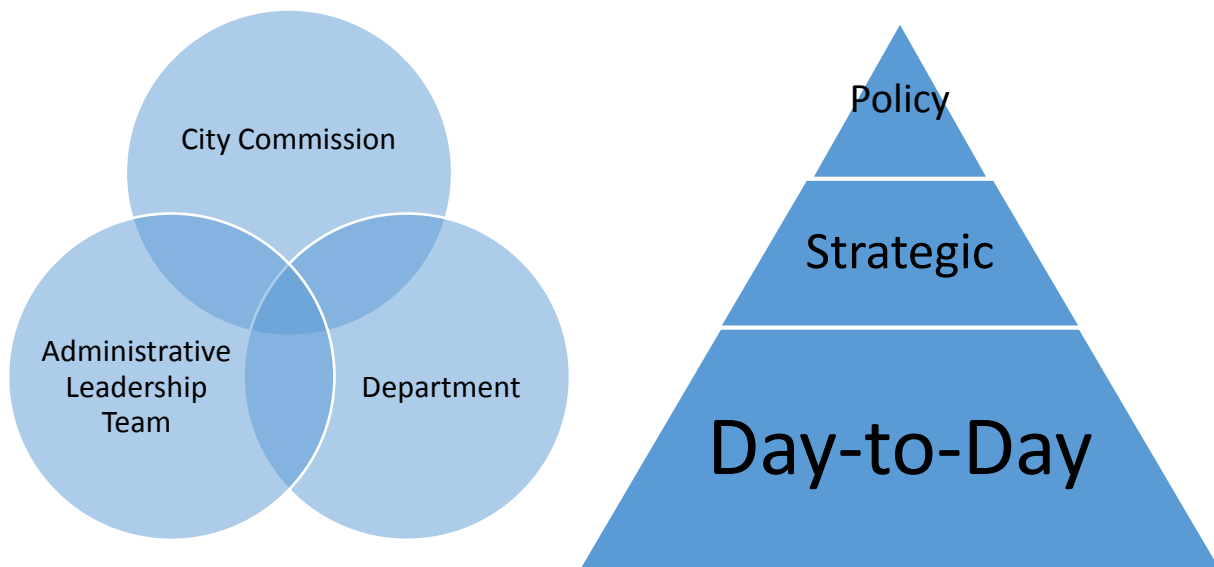 City Commission
Administrative
Leadership
Team
Department
Policy
Strategic
Day-to-Day